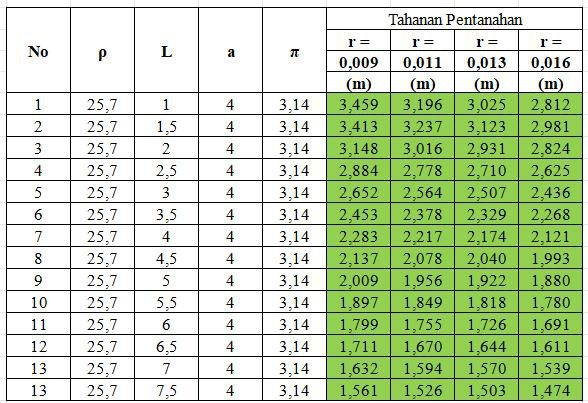 Tahanan Pentanahan
No ρ L a π r = 0,009 (m) r = 0,011 (m) r = 0,013 (m) r = 0,016 (m)
1 25,7 1 4 3,14 3,459 3,196 3,025 2,812
2 25,7 1,5 4 3,14 3,413 3,237 3,123 2,981
3 25,7 2 4 3,14 3,148 3,016 2,931 2,824
4 25,7 2,5 4 3,14 2,884 2,778 2,710 2,625
5 25,7 3 4 3,14 2,652 2,564 2,507 2,436
6 25,7 3,5 4 3,14 2,453 2,378 2,329 2,268
7 25,7 4 4 3,14 2,283 2,217 2,174 2,121
8 25,7 4,5 4 3,14 2,137 2,078 2,040 1,993
9 25,7 5 4 3,14 2,009 1,956 1,922 1,880
10 25,7 5,5 4 3,14 1,897 1,849 1,818 1,780
11 25,7 6 4 3,14 1,799 1,755 1,726 1,691
12 25,7 6,5 4 3,14 1,711 1,670 1,644 1,611
13 25,7 7 4 3,14 1,632 1,594 1,570 1,539
13 25,7 7,5 4 3,14 1,561 1,526 1,503 1,474